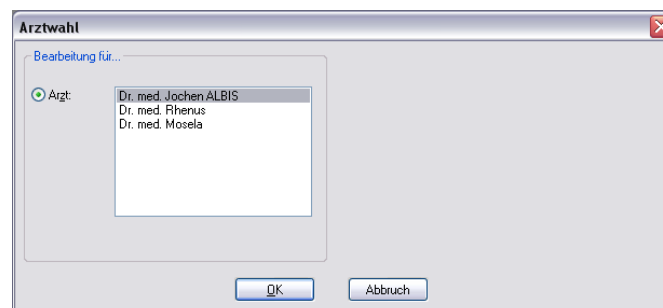 Arztwahl
Bearbeitung für...
Arzt:
Dr. med. Jochen ALBIS
Dr. med. Rhenus
Dr. med. Mosela
OK
Abbruch